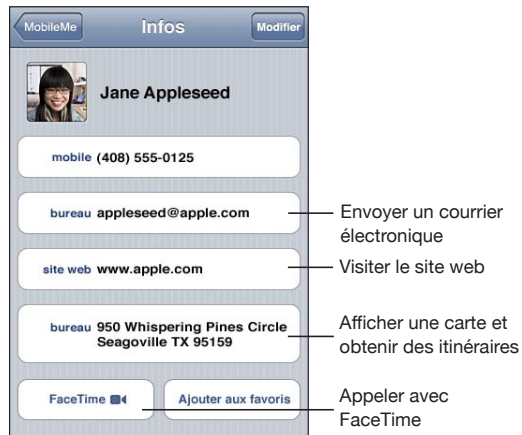 MobileMe Infos Modifier
Jane Appleseed
mobile (408) 555-0125
bureau appleseed@apple.com
Envoyer un courrier
électronique
site web www.apple.com
Visiter le site web
bureau 950 Whispering Pines Circle
Seagoville TX 95159
Afficher une carte et
obtenir des itinéraires
FaceTime Ajouter aux favoris
Appeler avec
FaceTime